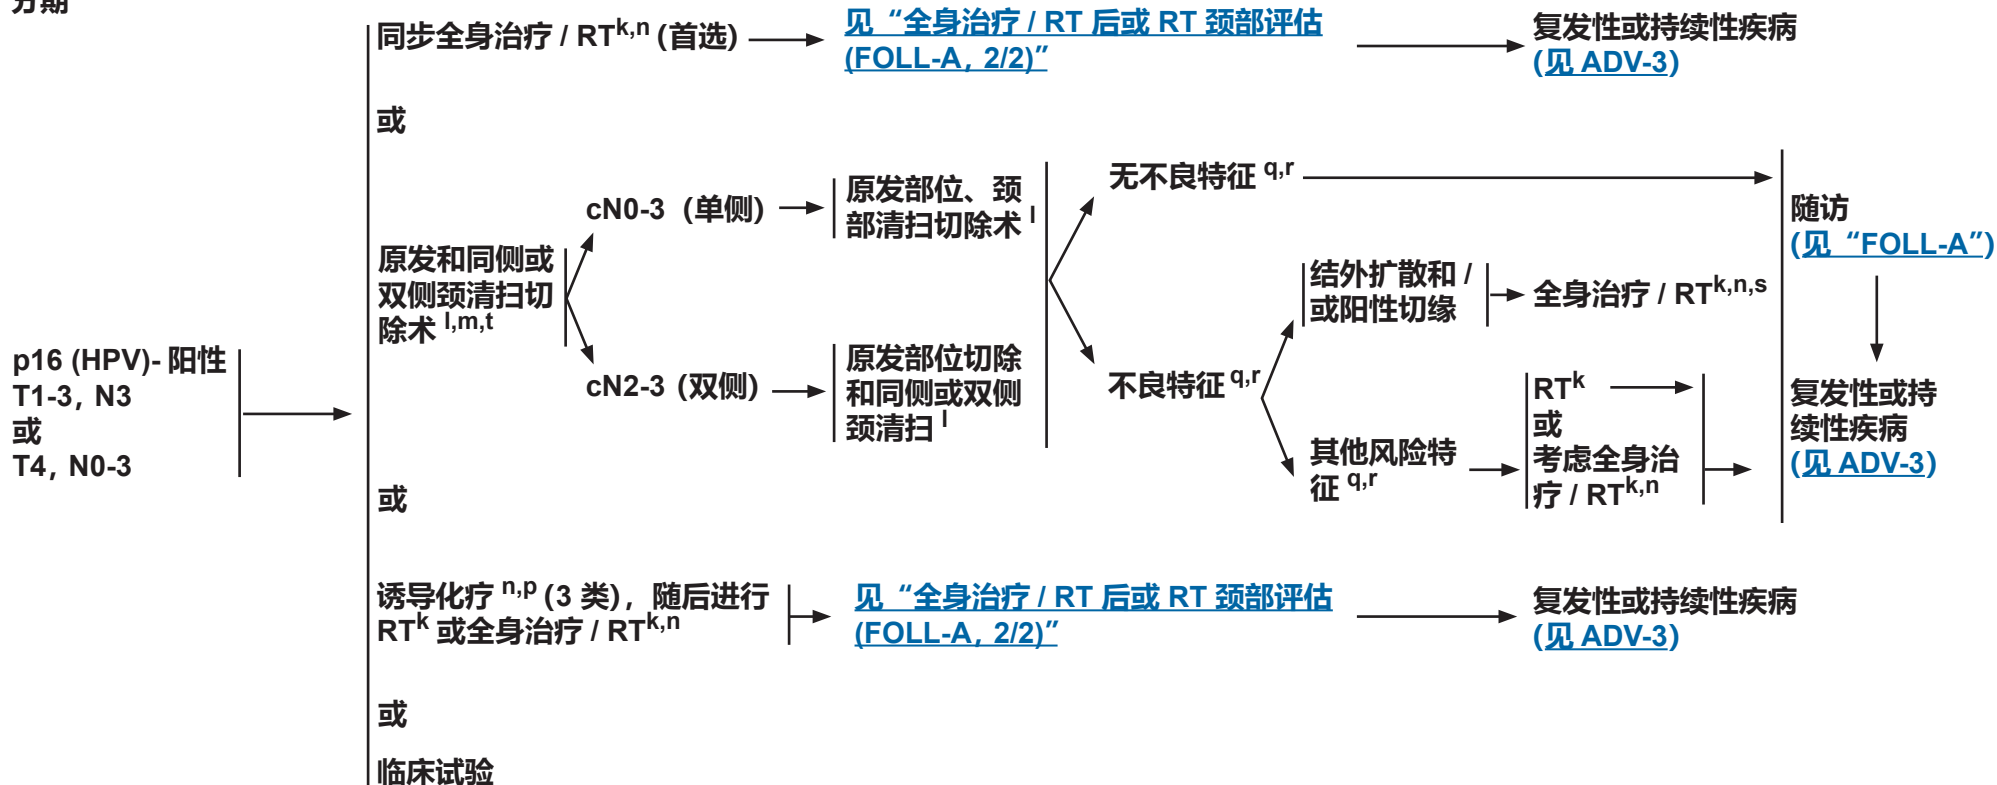 分期
同步全身治疗 / RTk,n (首选)
见“全身治疗 / RT 后或 RT 颈部评估
(FOLL-A, 2/2)”
复发性或持续性疾病
(见 ADV-3)
或
p16 (HPV)- 阳性
T1-3, N3
或
T4, N0-3
原发和同侧或
双侧颈清扫切
除术 l,m,t
cN0-3 (单侧)
原发部位、颈
部清扫切除术 l
cN2-3 (双侧)
原发部位切除
和同侧或双侧
颈清扫 l
无不良特征 q,r
不良特征 q,r
结外扩散和 /
或阳性切缘
全身治疗 / RTk,n,s
其他风险特
征 q,r
RTk
或
考虑全身治
疗 / RTk,n
随访
(见 “FOLL-A”)
复发性或持
续性疾病
(见 ADV-3)
或
诱导化疗 n,p (3 类), 随后进行
RTk 或全身治疗 / RTk,n
见“全身治疗 / RT 后或 RT 颈部评估
(FOLL-A, 2/2)”
复发性或持续性疾病
(见 ADV-3)
或
临床试验